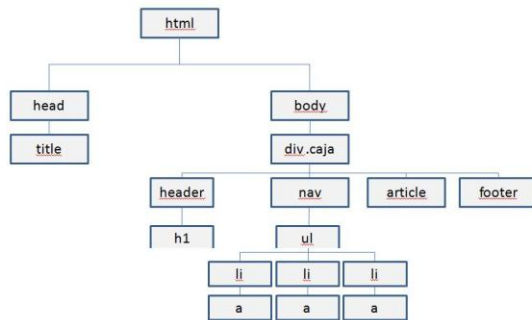 html
head body
title div.caja
header nav article footer
h1 ul
li li li
a a a